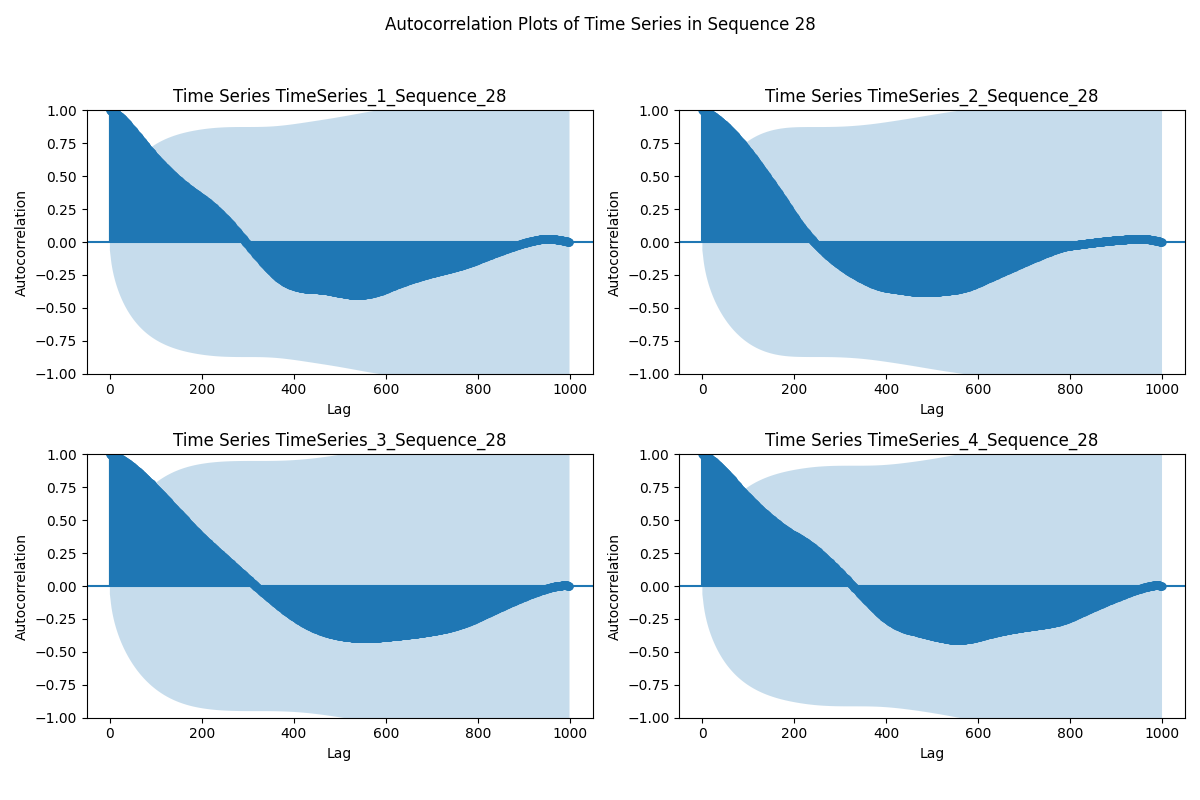 Autocorrelation Plots of Time Series in Sequence 28
Time Series TimeSeries_1_Sequence_28
1.00
0.75
0.50
0.25
0.00
−0.25
−0.50
−0.75
−1.00
Autocorrelation
0 200 400 600 800 1000
Lag
Time Series TimeSeries_2_Sequence_28
1.00
0.75
0.50
0.25
0.00
−0.25
−0.50
−0.75
−1.00
Autocorrelation
0 200 400 600 800 1000
Lag
Time Series TimeSeries_3_Sequence_28
1.00
0.75
0.50
0.25
0.00
−0.25
−0.50
−0.75
−1.00
Autocorrelation
0 200 400 600 800 1000
Lag
Time Series TimeSeries_4_Sequence_28
1.00
0.75
0.50
0.25
0.00
−0.25
−0.50
−0.75
−1.00
Autocorrelation
0 200 400 600 800 1000
Lag